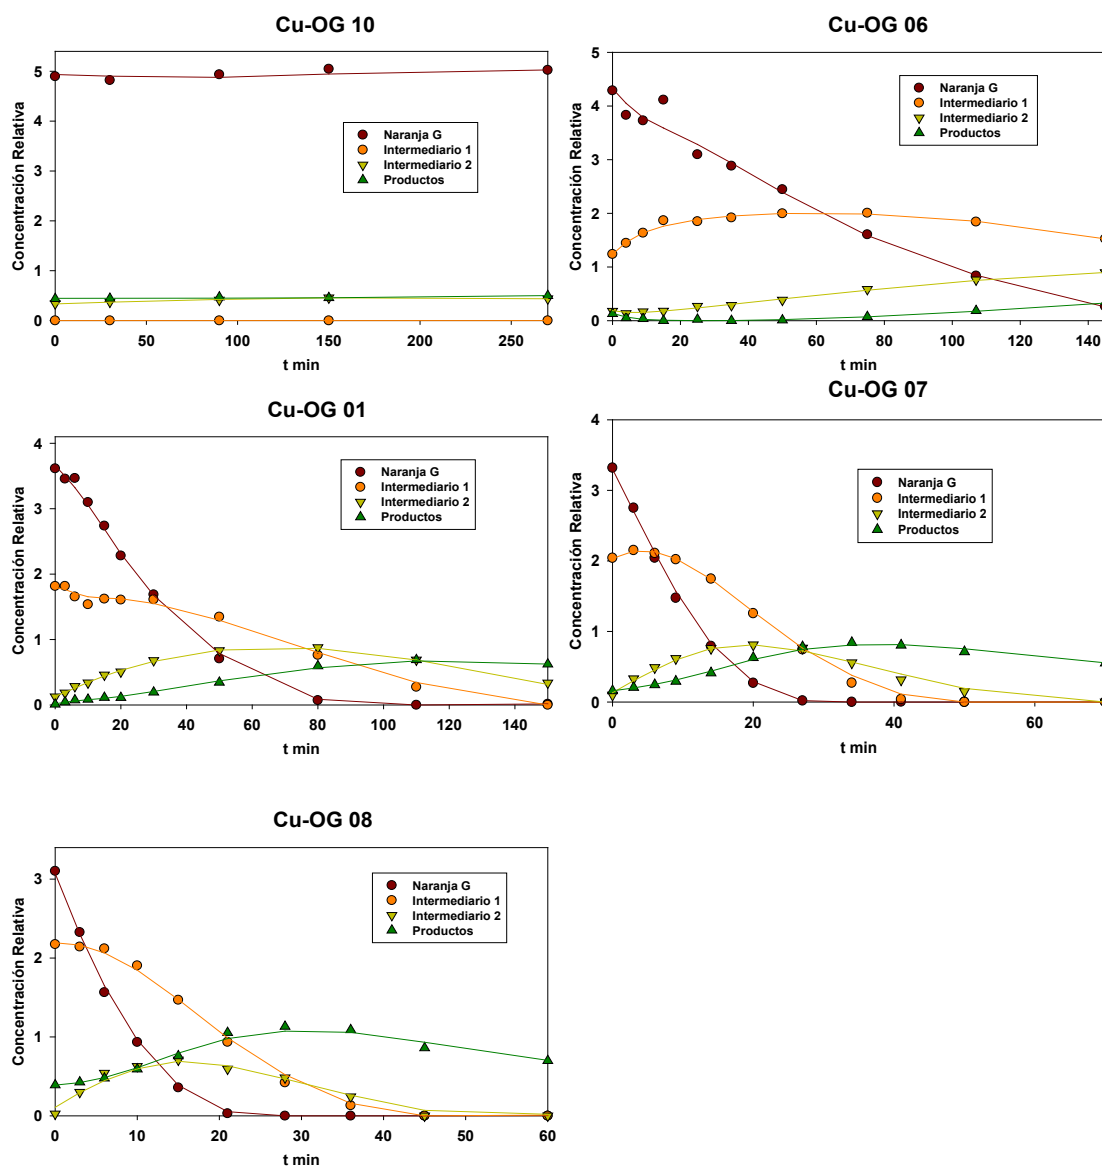 Cu-OG 10
Concentración Relativa
5
4
3
2
1
0
Naranja G
Intermediario 1
Intermediario 2
Productos
0 50 100 150 200 250
t min
Cu-OG 06
Concentración Relativa
5
4
3
2
1
0
Naranja G
Intermediario 1
Intermediario 2
Productos
0 20 40 60 80 100 120 140
t min
Cu-OG 01
Concentración Relativa
4
3
2
1
0
Naranja G
Intermediario 1
Intermediario 2
Productos
0 20 40 60 80 100 120 140
t min
Cu-OG 07
Concentración Relativa
4
3
2
1
0
Naranja G
Intermediario 1
Intermediario 2
Productos
0 20 40 60
t min
Cu-OG 08
Concentración Relativa
3
2
1
0
Naranja G
Intermediario 1
Intermediario 2
Productos
0 10 20 30 40 50 60
t min